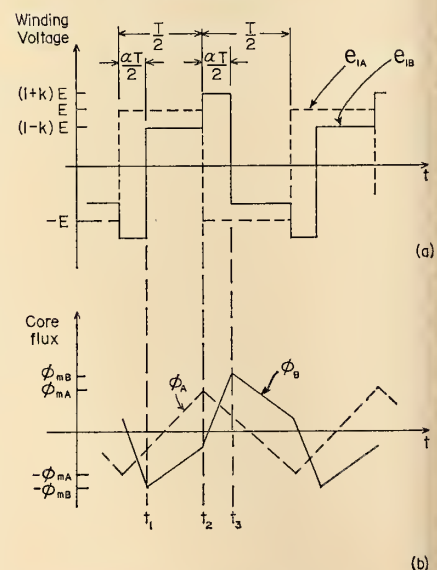 Winding
Voltage
T/2 T/2
αT/2 αT/2
(1+k) E
E
(1-k) E
-E
e1A
e1B
t
(a)
Core
flux
ϕmB
ϕmA
ϕA
ϕB
-ϕmA
-ϕmB
t1 t2 t3
t
(b)